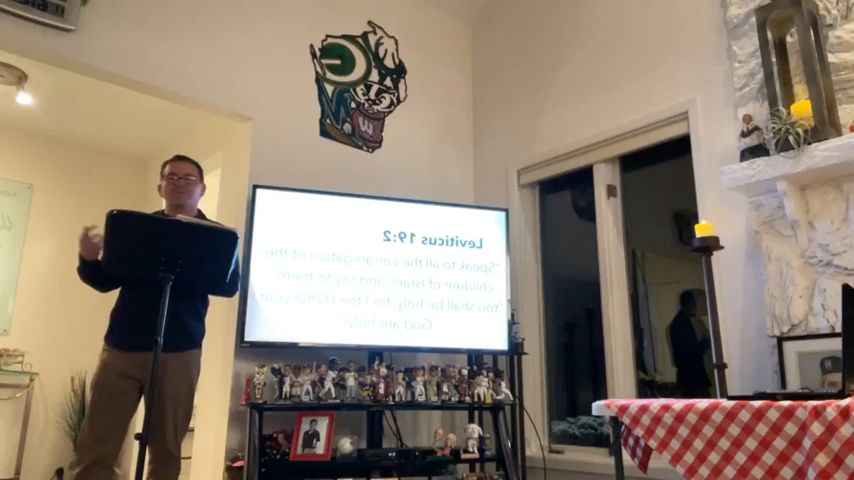 Leviticus 19:2
"Speak to all the congregation of the
children of Israel and say to them
You shall be holy, for I the LORD your
God am holy